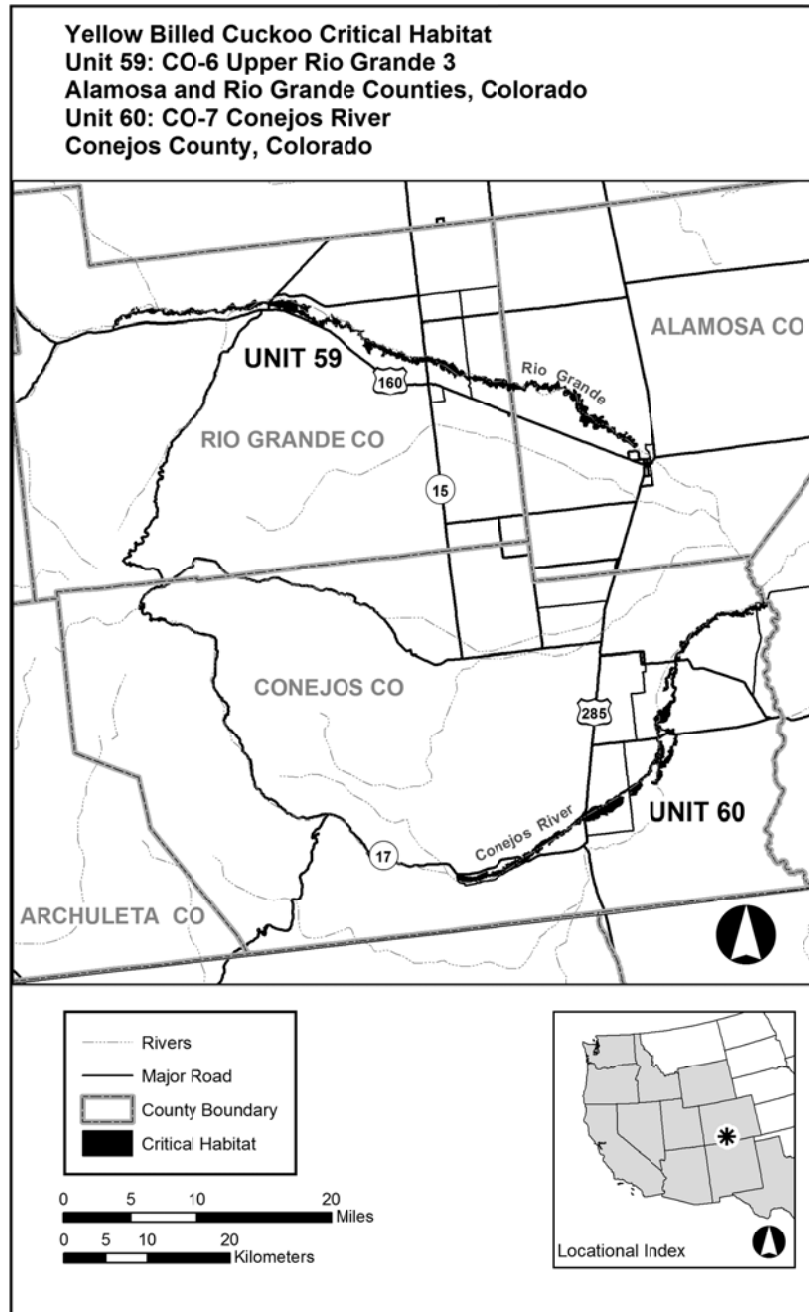 Yellow Billed Cuckoo Critical Habitat
Unit 59: CO-6 Upper Rio Grande 3
Alamosa and Rio Grande Counties, Colorado
Unit 60: CO-7 Conejos River
Conejos County, Colorado
ALAMOSA CO
UNIT 59
Rio Grande
160
RIO GRANDE CO
15
CONEJOS CO
285
UNIT 60
Conejos River
17
ARCHULETA CO
Rivers
Major Road
County Boundary
Critical Habitat
0 5 10 20
Miles
0 5 10 20
Kilometers
Locational Index